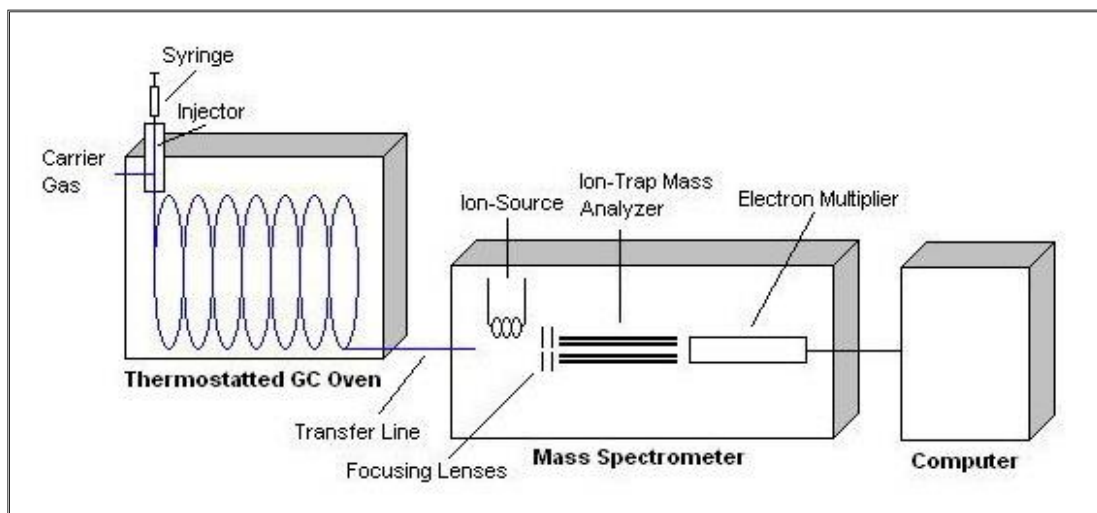 Syringe
Injector
Carrier
Gas
Ion-Source
Ion-Trap Mass
Analyzer
Electron Multiplier
Thermostatted GC Oven
Transfer Line
Focusing Lenses
Mass Spectrometer
Computer